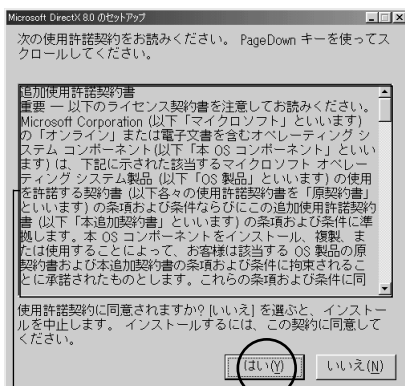 Microsoft DirectX 8.0 のセットアップ
次の使用許諾契約をお読みください。 PageDown キーを使ってス
クロールしてください。
追加使用許諾契約書
重要 ― 以下のライセンス契約書を注意してお読みください。
Microsoft Corporation (以下「マイクロソフト」といいます)
の「オンライン」または電子文書を含むオペレーティング シ
ステム コンポーネント (以下「本 OS コンポーネント」といい
ます) は、下記に示された該当するマイクロソフト オペレー
ティング システム製品 (以下「OS 製品」といいます) の使用
を許諾する契約書 (以下各々の使用許諾契約書を「原契約書」
といいます) の条項および条件ならびにこの追加使用許諾契約
書 (以下「本追加契約書」といいます) の条項および条件に準
拠します。本 OS コンポーネントをインストール、複製、ま
たは使用することによって、お客様は該当する OS 製品の原
契約書および本追加契約書の条項および条件に拘束されるこ
とに承諾されたものとします。これらの条項および条件に同
使用許諾契約に同意されますか? [いいえ] を選ぶと、インストー
ルを中止します。 インストールするには、この契約に同意して
ください。
はい(Y)
いいえ(N)